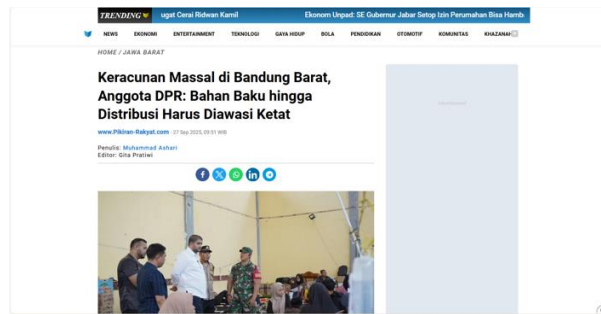 TRENDING ugat Cerai Ridwan Kamil Ekonom Unpad: SE Gubernur Jabar Setop Izin Perumahan Bisa Hamb
NEWS EKONOMI ENTERTAINMENT TEKNOLOGI GAYA HIDUP BOLA PENDIDIKAN OTOMOTIF KOMUNITAS KHAZANAH
HOME / JAWA BARAT
Keracunan Massal di Bandung Barat,
Anggota DPR: Bahan Baku hingga
Distribusi Harus Diawasi Ketat
www.Pikiran-Rakyat.com - 27 Sep 2025, 09:51 WIB
Penulis: Muhammad Ashari
Editor: Gita Pratiwi